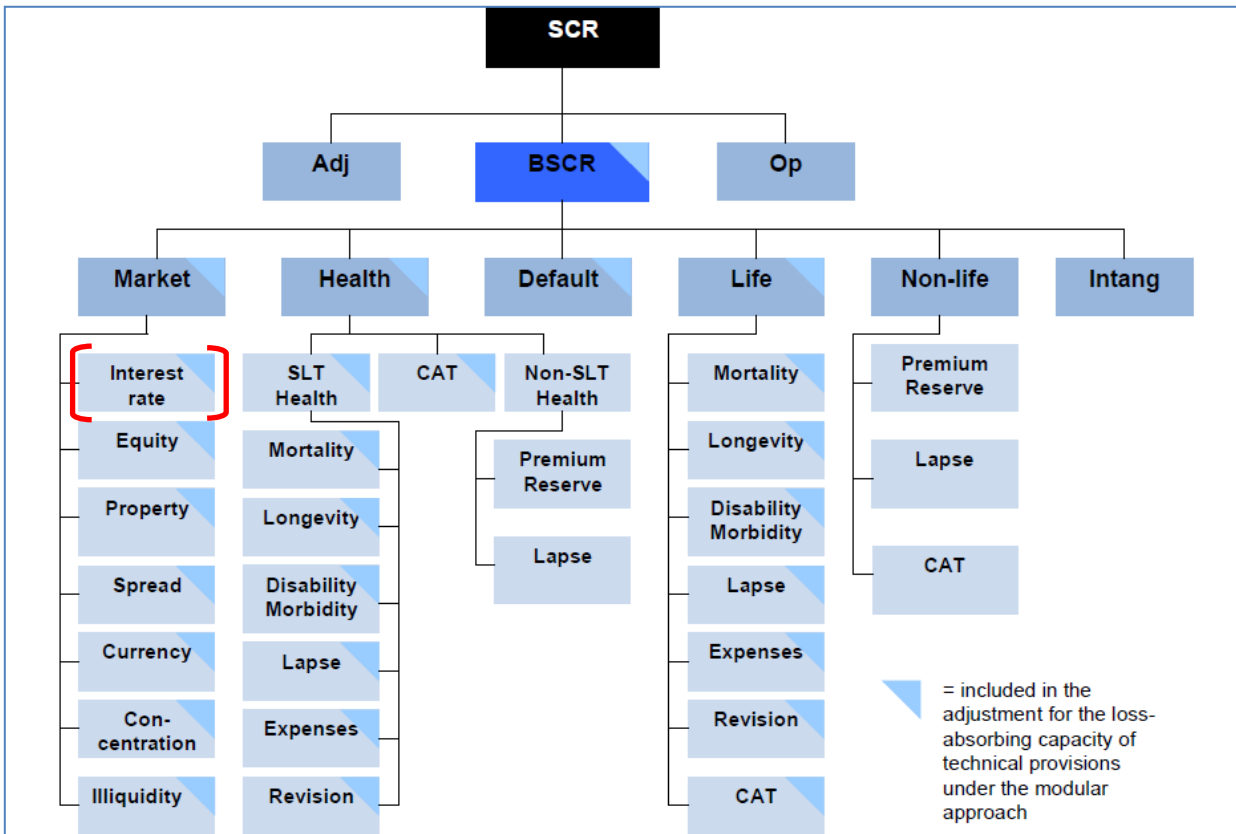 SCR
Adj
BSCR
Op
Market
Health
Default
Life
Non-life
Intang
Interest
rate
Equity
Property
Spread
Currency
Con-
centration
Illiquidity
SLT
Health
Mortality
Longevity
Disability
Morbidity
Lapse
Expenses
Revision
CAT
Non-SLT
Health
Premium
Reserve
Lapse
Mortality
Longevity
Disability
Morbidity
Lapse
Expenses
Revision
CAT
Premium
Reserve
Lapse
CAT
= included in the
adjustment for the loss-
absorbing capacity of
technical provisions
under the modular
approach